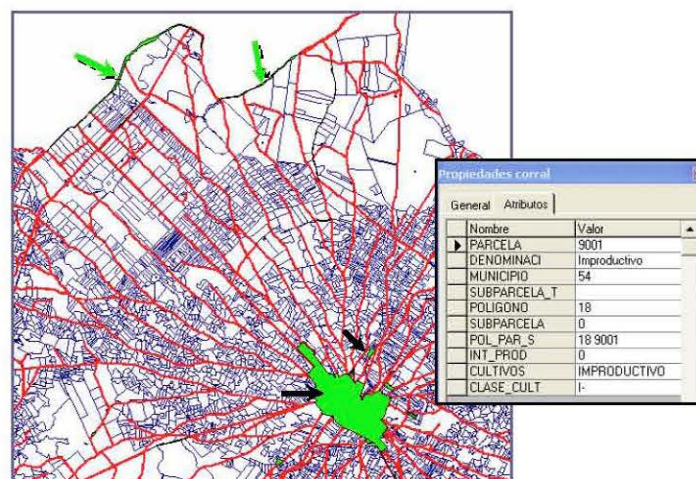 Propiedades corral
General Atributos
Nombre Valor
PARCELA 9001
DENOMINACI Improductivo
MUNICIPIO 54
SUBPARCELA_T
POLIGONO 18
SUBPARCELA 0
POL_PAR_S 18 9001
INT_PROD 0
CULTIVOS IMPRODUCTIVO
CLASE_CULT I-